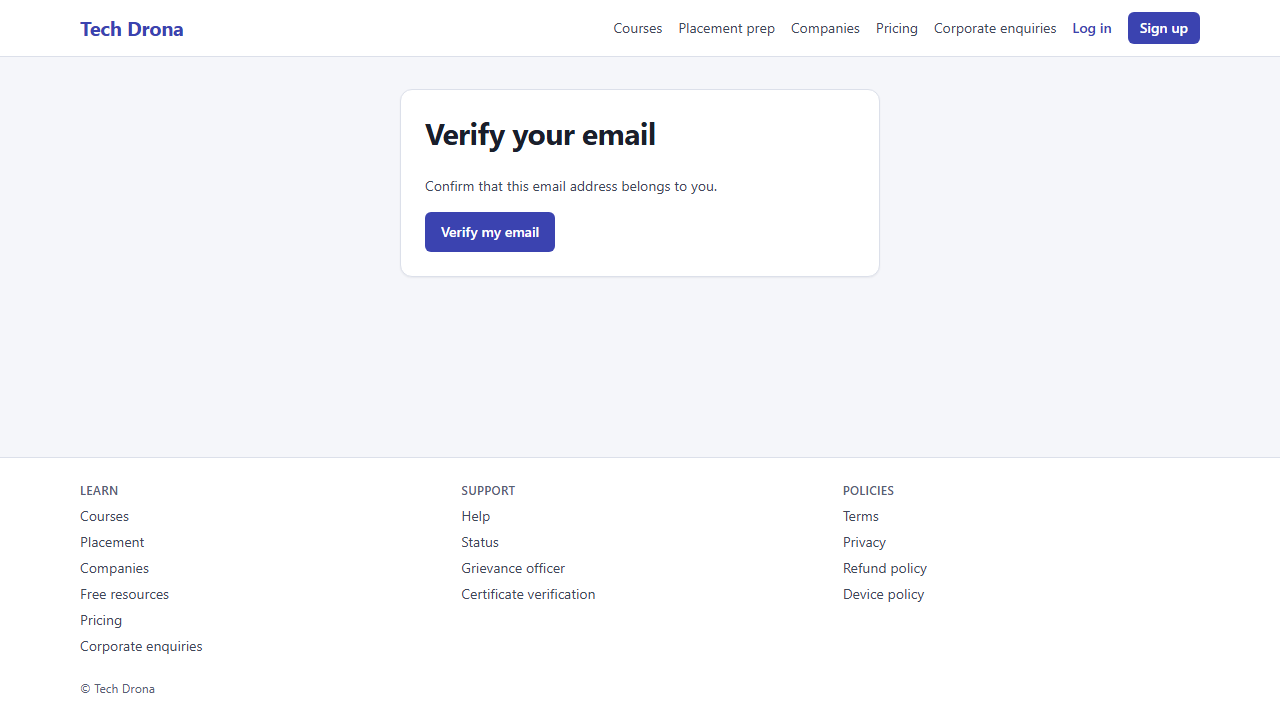 Tech Drona
Courses Placement prep Companies Pricing Corporate enquiries Log in Sign up
Verify your email
Confirm that this email address belongs to you.
Verify my email
LEARN
Courses
Placement
Companies
Free resources
Pricing
Corporate enquiries
SUPPORT
Help
Status
Grievance officer
Certificate verification
POLICIES
Terms
Privacy
Refund policy
Device policy
© Tech Drona